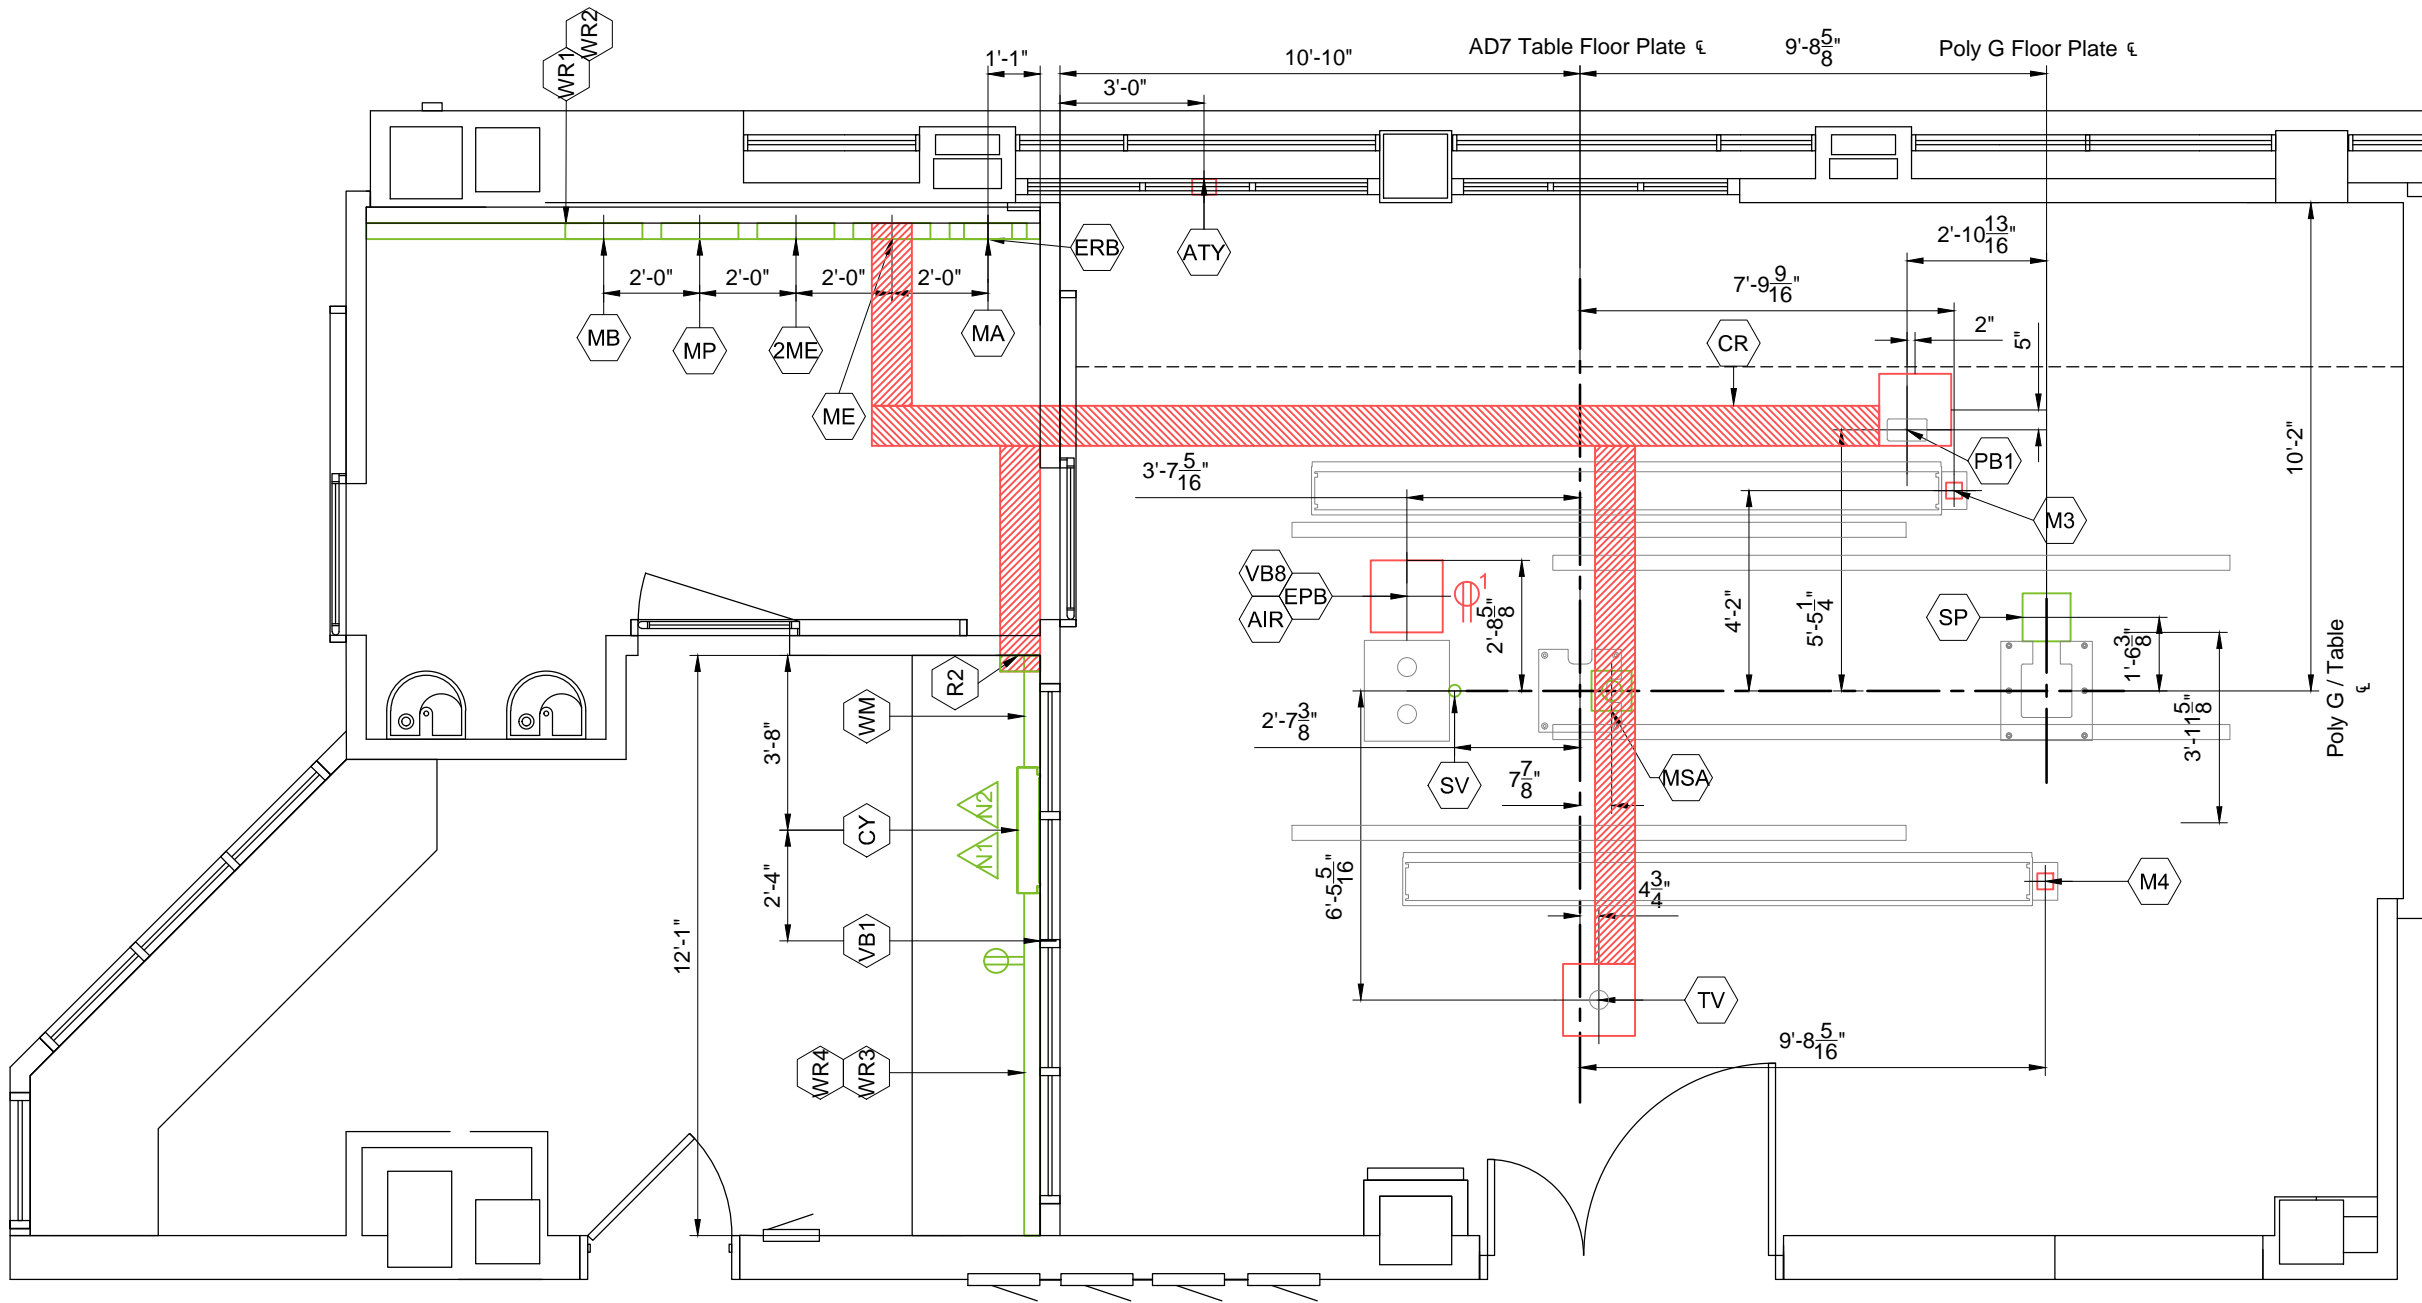 WR2
WR1
1'-1"
10'-10"
AD7 Table Floor Plate ℄
9'-8 5/8"
Poly G Floor Plate ℄
3'-0"
ERB
ATY
2'-10 13/16"
2'-0"
2'-0"
2'-0"
2'-0"
7'-9 9/16"
MB
MP
2ME
MA
CR
2"
5"
ME
10'-2"
3'-7 5/16"
PB1
M3
VB8
EPB
AIR
1
2'-8 5/8"
4'-2"
5'-5 1/4"
SP
1'-6 3/8"
R2
WM
Poly G / Table ℄
3'-11 5/8"
2'-7 3/8"
3'-8"
SV
7 7/8"
MSA
N2
CY
N1
2'-4"
6'-5 5/16"
4 3/4"
M4
12'-1"
VB1
TV
WR4
WR3
9'-8 5/16"